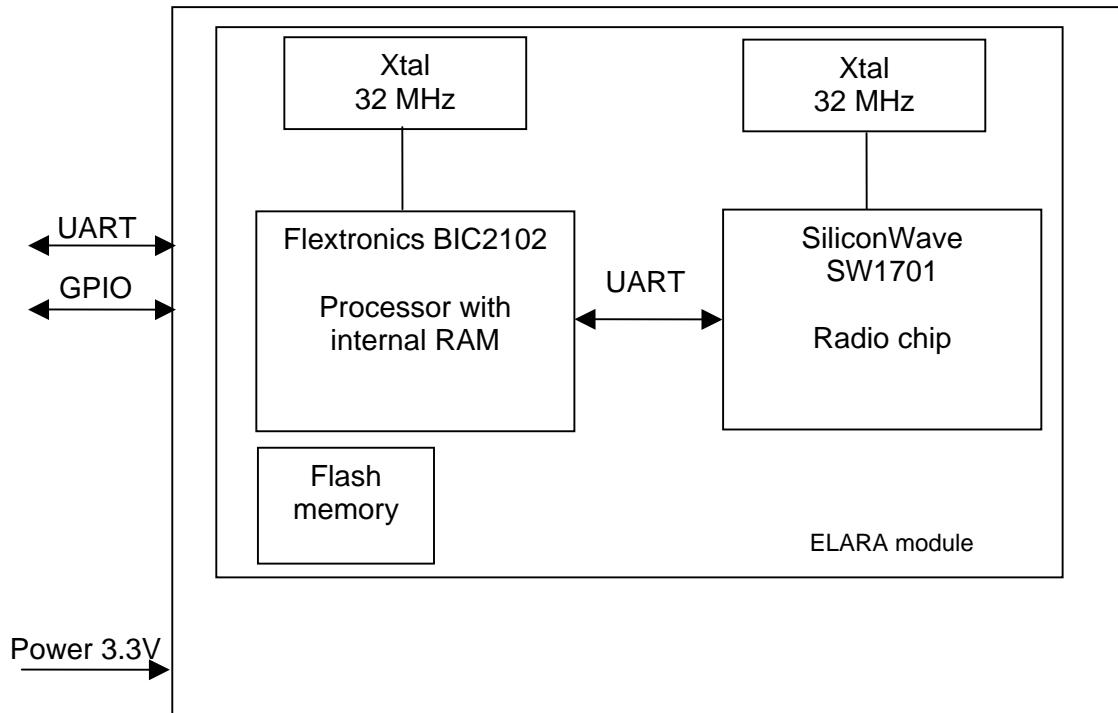 Xtal
32 MHz
Xtal
32 MHz
UART
GPIO
Flextronics BIC2102
Processor with
internal RAM
UART
SiliconWave
SW1701
Radio chip
Flash
memory
ELARA module
Power 3.3V